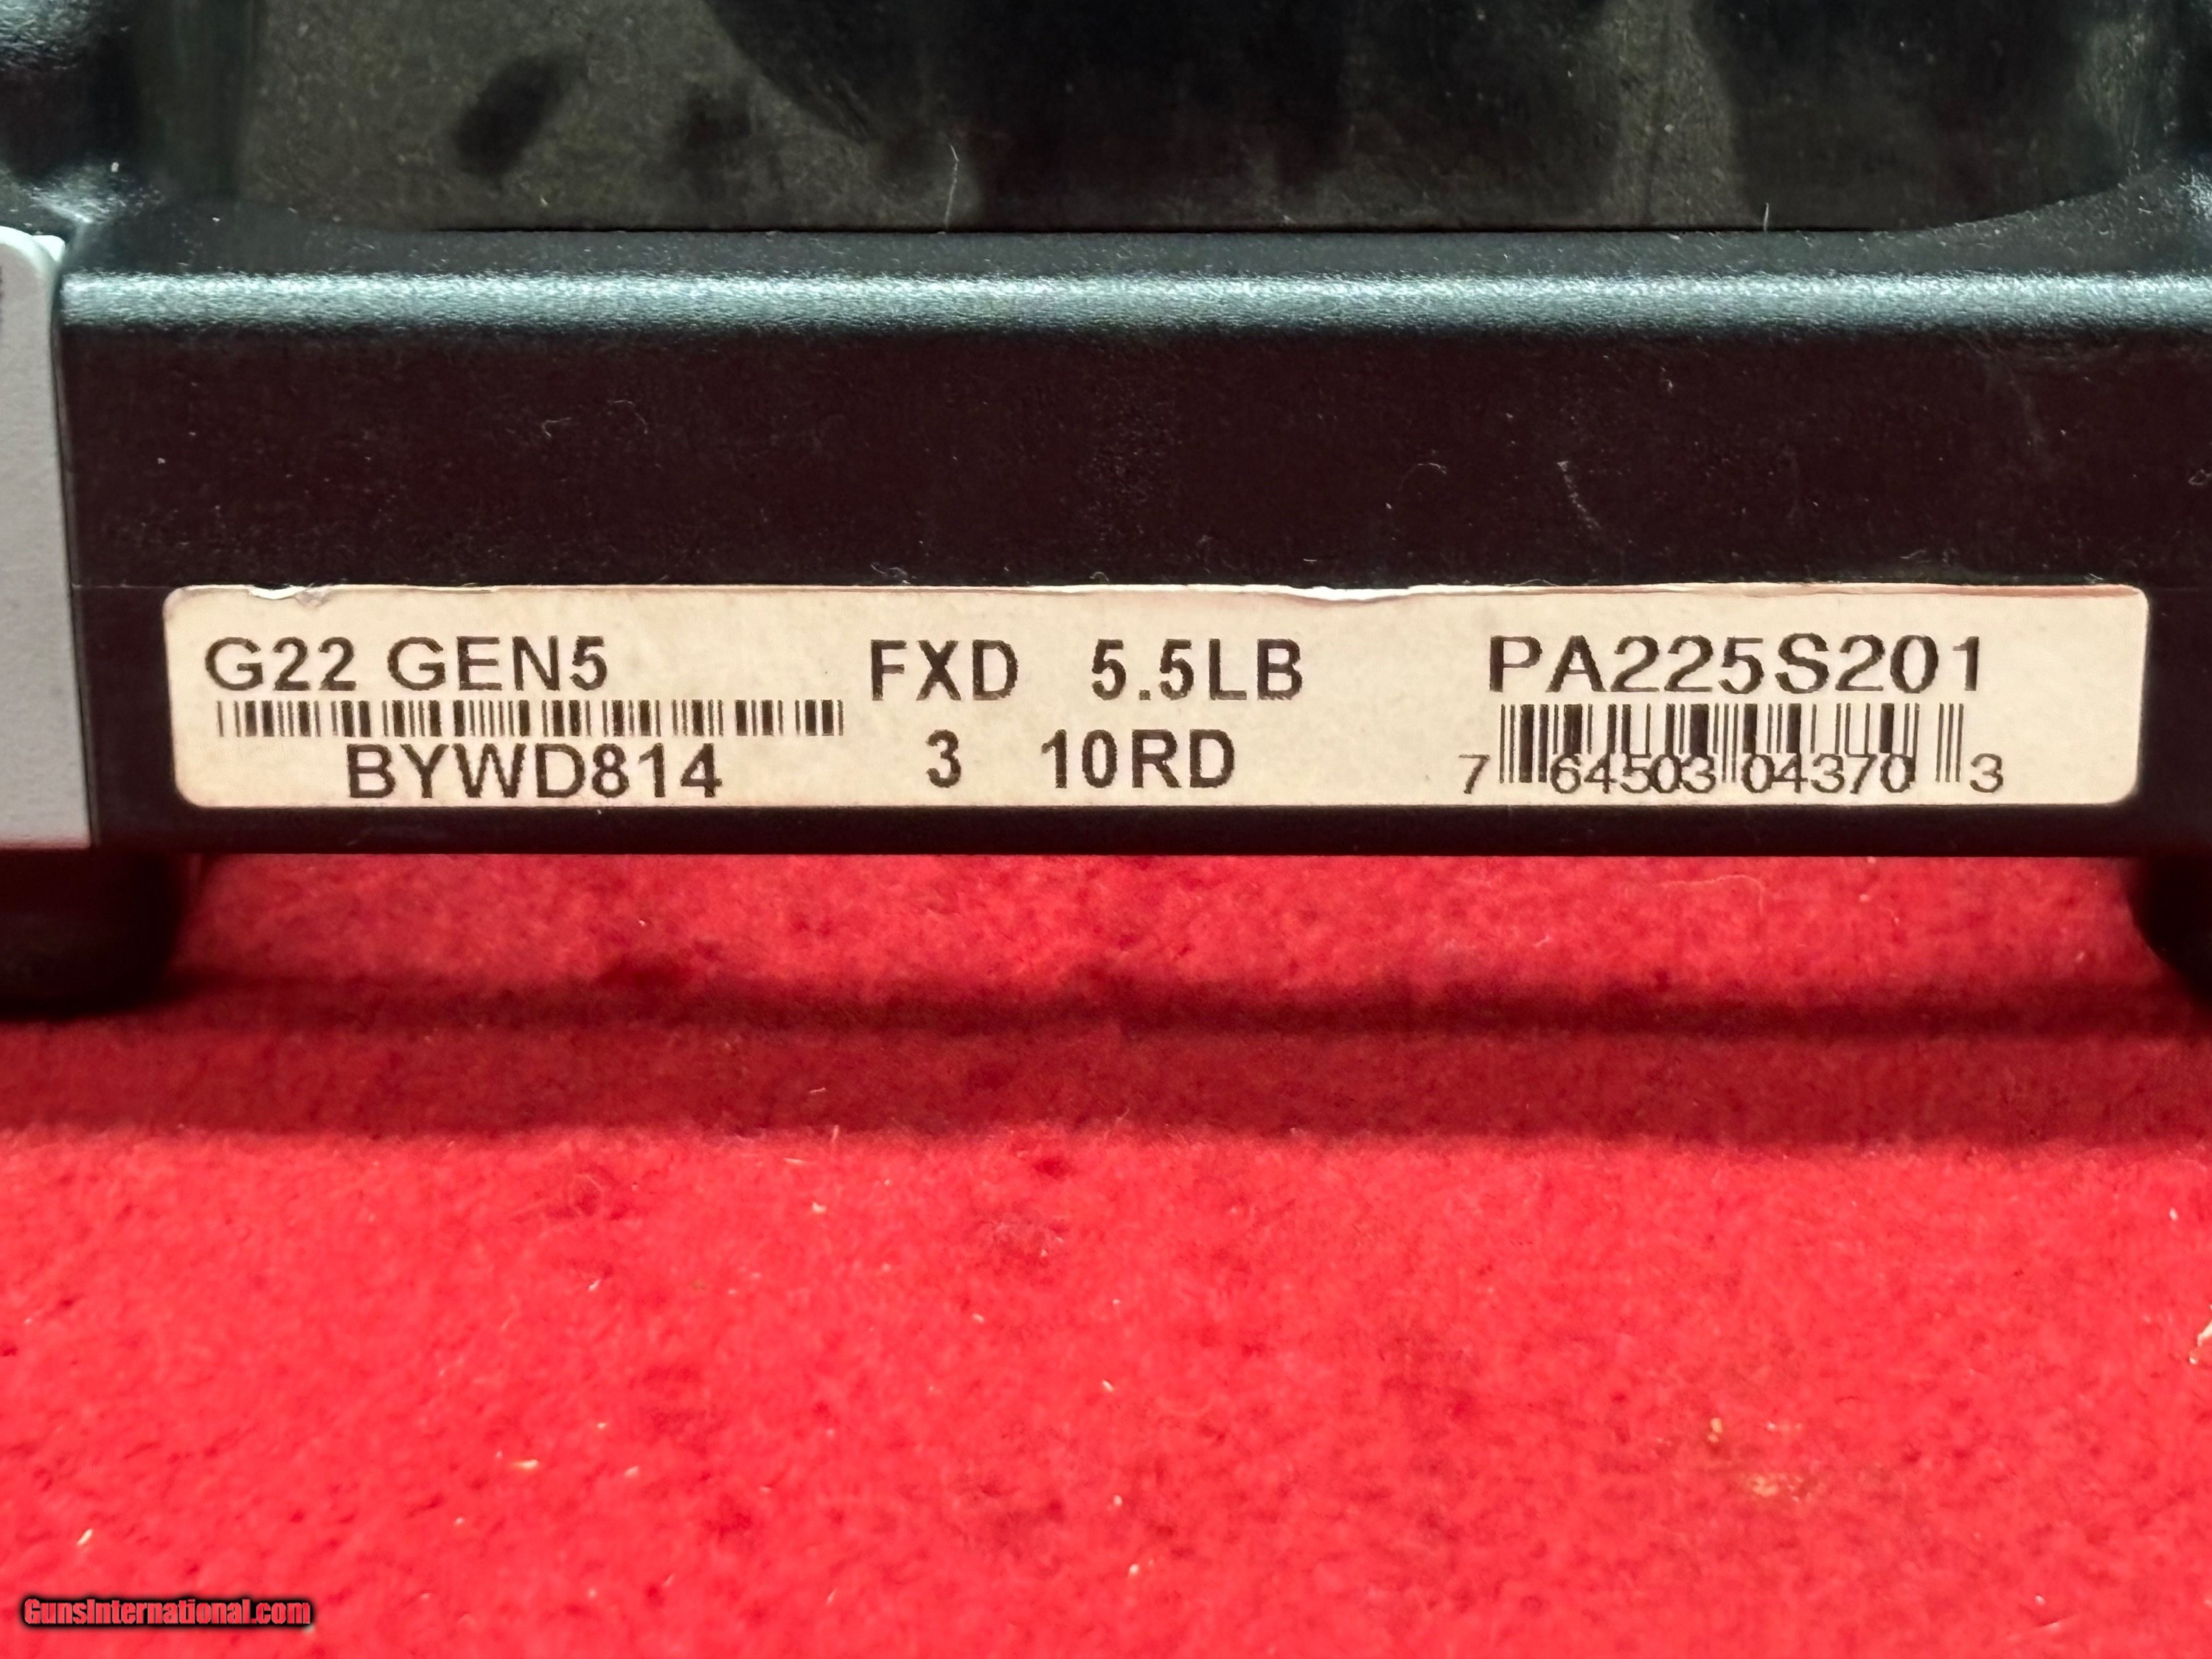 G22 GEN5 FXD 5.5LB PA225S201
BYWD814 3 10RD 7 64503 04370 3
GunsInternational.com